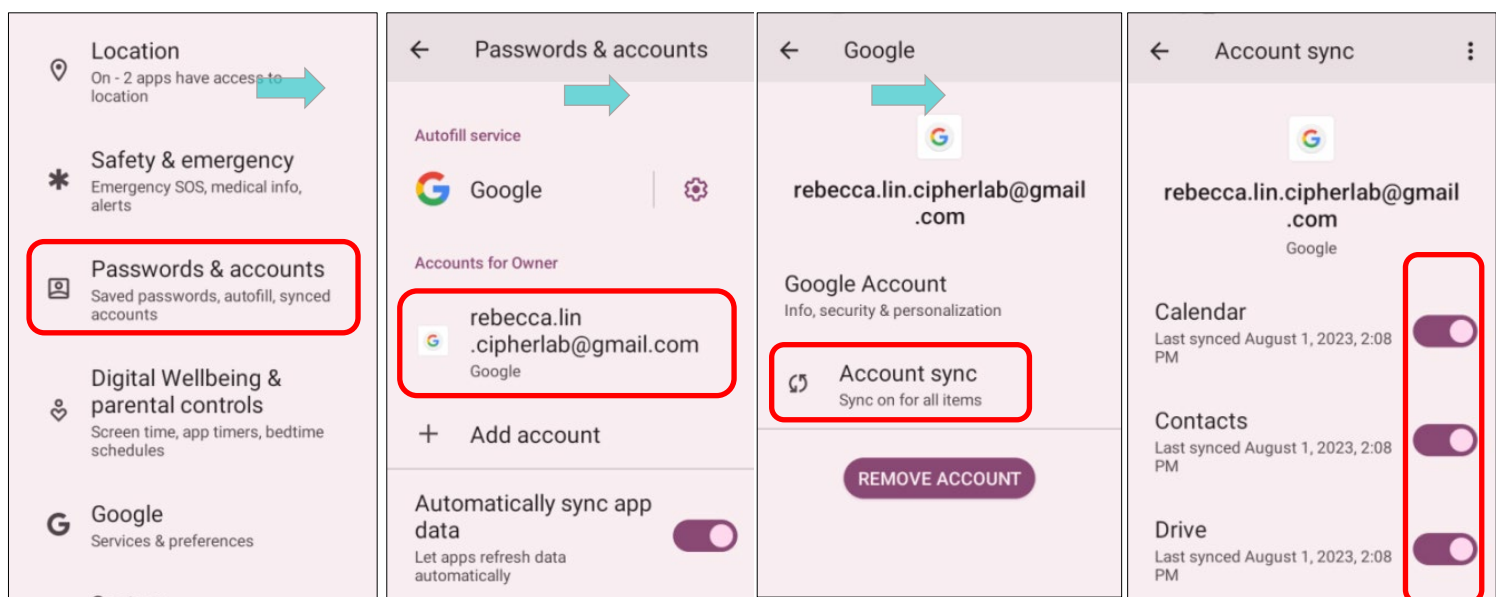 Location
On - 2 apps have access to
location
Safety & emergency
Emergency SOS, medical info,
alerts
Passwords & accounts
Saved passwords, autofill, synced
accounts
Digital Wellbeing &
parental controls
Screen time, app timers, bedtime
schedules
Google
Services & preferences
Passwords & accounts
Autofill service
Google
Accounts for Owner
rebecca.lin
.cipherlab@gmail.com
Google
Add account
Automatically sync app
data
Let apps refresh data
automatically
Google
rebecca.lin.cipherlab@gmail
.com
Google Account
Info, security & personalization
Account sync
Sync on for all items
REMOVE ACCOUNT
Account sync
rebecca.lin.cipherlab@gmail
.com
Google
Calendar
Last synced August 1, 2023, 2:08
PM
Contacts
Last synced August 1, 2023, 2:08
PM
Drive
Last synced August 1, 2023, 2:08
PM